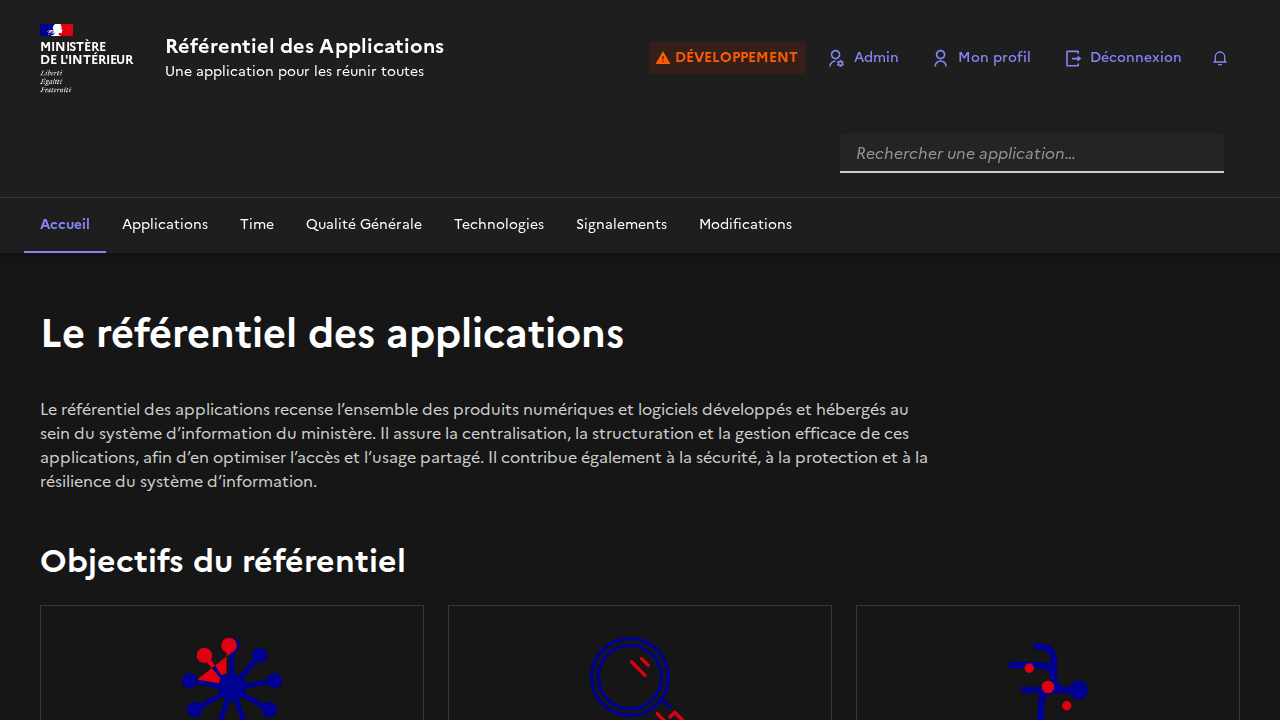 MINISTÈRE
DE L'INTÉRIEUR
Liberté
Égalité
Fraternité
Référentiel des Applications
Une application pour les réunir toutes
DÉVELOPPEMENT
Admin
Mon profil
Déconnexion
Rechercher une application…
Accueil
Applications
Time
Qualité Générale
Technologies
Signalements
Modifications
Le référentiel des applications
Le référentiel des applications recense l’ensemble des produits numériques et logiciels développés et hébergés au
sein du système d’information du ministère. Il assure la centralisation, la structuration et la gestion efficace de ces
applications, afin d’en optimiser l’accès et l’usage partagé. Il contribue également à la sécurité, à la protection et à la
résilience du système d’information.
Objectifs du référentiel